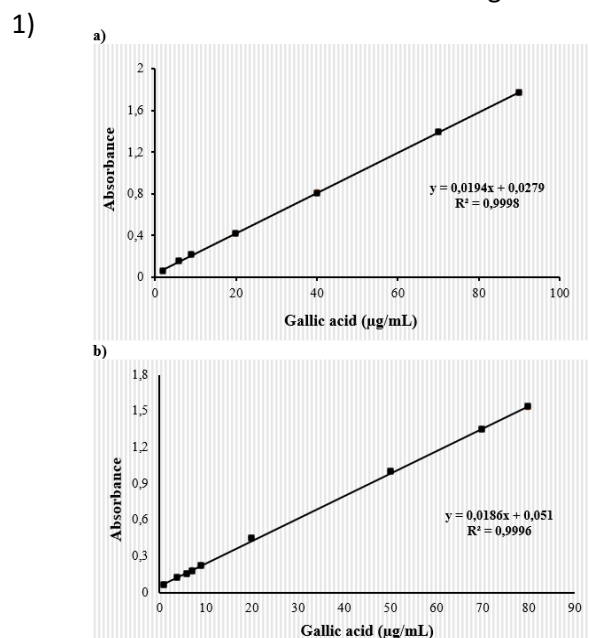 1)
a)
2
1,6
1,2
0,8
0,4
0
Absorbance
y = 0,0194x + 0,0279
R² = 0,9998
0 20 40 60 80 100
Gallic acid (µg/mL)
b)
1,8
1,5
1,2
0,9
0,6
0,3
0
Absorbance
y = 0,0186x + 0,051
R² = 0,9996
0 10 20 30 40 50 60 70 80 90
Gallic acid (µg/mL)